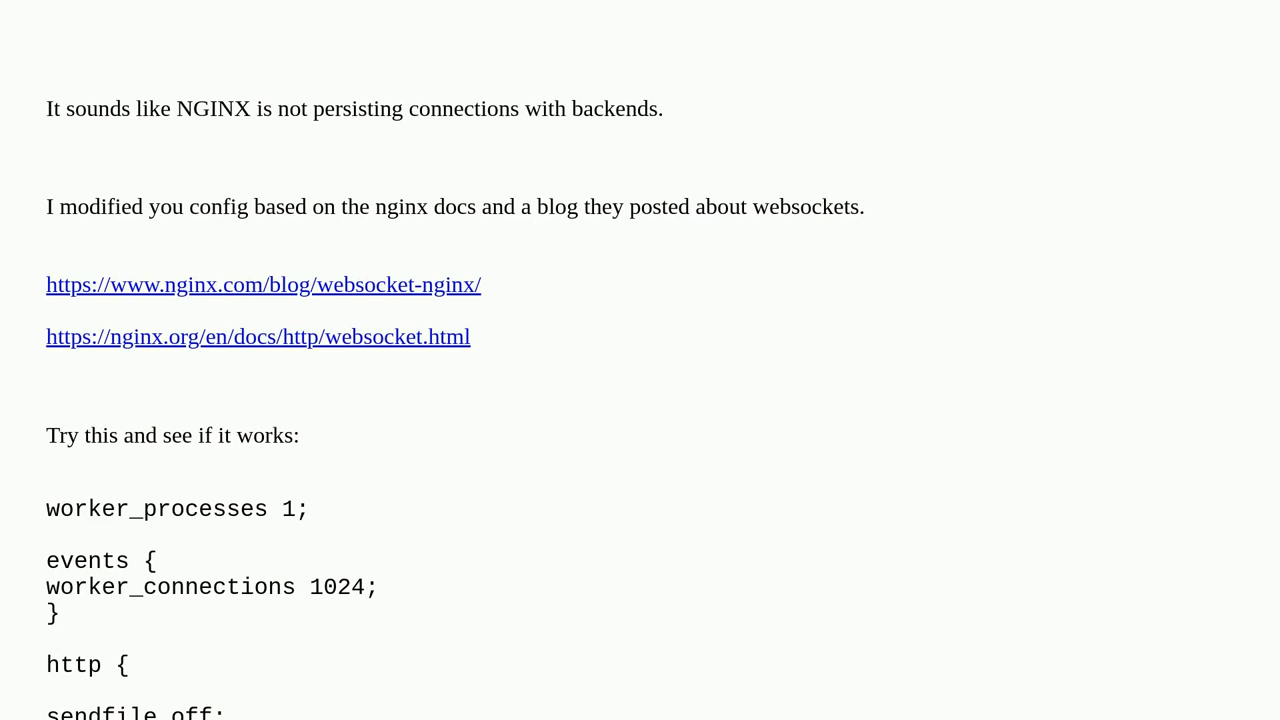 It sounds like NGINX is not persisting connections with backends.
I modified you config based on the nginx docs and a blog they posted about websockets.
https://www.nginx.com/blog/websocket-nginx/
https://nginx.org/en/docs/http/websocket.html
Try this and see if it works:
worker_processes 1;
events {
worker_connections 1024;
}
http {
sendfile off;